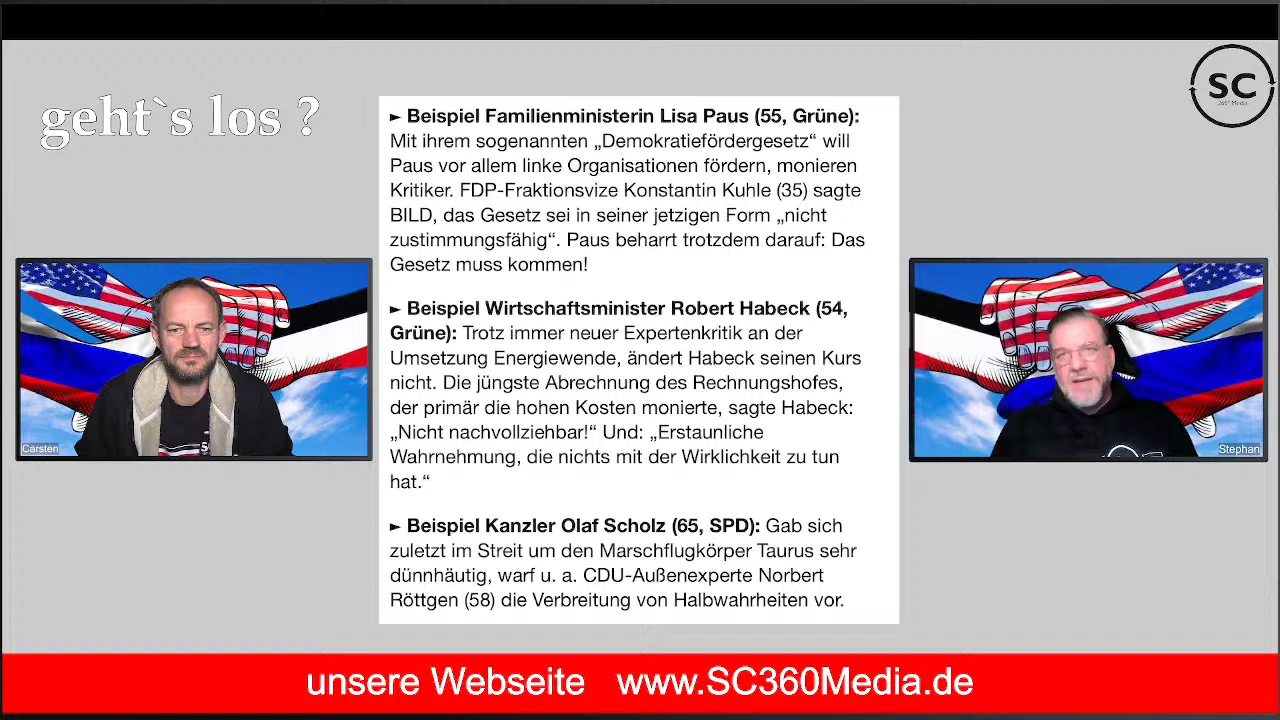 geht`s los ?
SC
360° Media
► Beispiel Familienministerin Lisa Paus (55, Grüne):
Mit ihrem sogenannten „Demokratiefördergesetz“ will
Paus vor allem linke Organisationen fördern, monieren
Kritiker. FDP-Fraktionsvize Konstantin Kuhle (35) sagte
BILD, das Gesetz sei in seiner jetzigen Form „nicht
zustimmungsfähig“. Paus beharrt trotzdem darauf: Das
Gesetz muss kommen!
► Beispiel Wirtschaftsminister Robert Habeck (54,
Grüne): Trotz immer neuer Expertenkritik an der
Umsetzung Energiewende, ändert Habeck seinen Kurs
nicht. Die jüngste Abrechnung des Rechnungshofes,
der primär die hohen Kosten monierte, sagte Habeck:
„Nicht nachvollziehbar!“ Und: „Erstaunliche
Wahrnehmung, die nichts mit der Wirklichkeit zu tun
hat.“
► Beispiel Kanzler Olaf Scholz (65, SPD): Gab sich
zuletzt im Streit um den Marschflugkörper Taurus sehr
dünnhäutig, warf u. a. CDU-Außenexperte Norbert
Röttgen (58) die Verbreitung von Halbwahrheiten vor.
Carsten
Stephan
unsere Webseite www.SC360Media.de